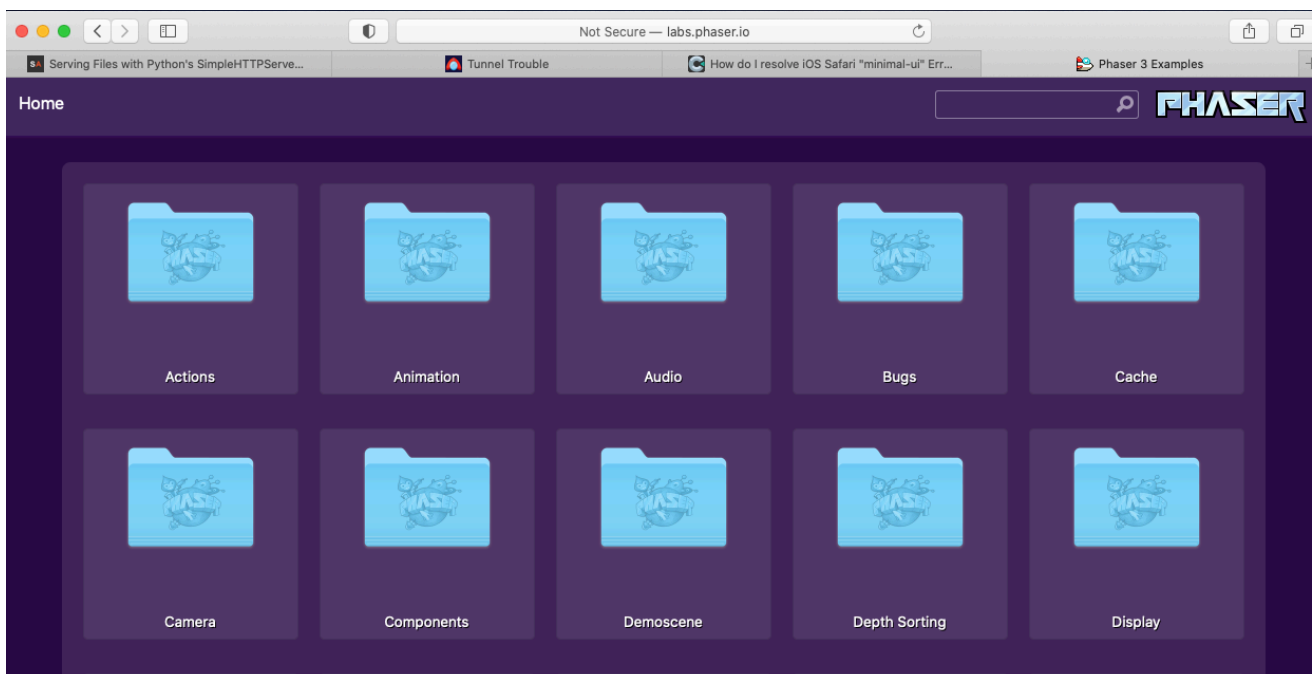 Not Secure — labs.phaser.io
SA Serving Files with Python's SimpleHTTPServe...
Tunnel Trouble
How do I resolve iOS Safari "minimal-ui" Err...
Phaser 3 Examples
Home
PHASER
Actions
Animation
Audio
Bugs
Cache
Camera
Components
Demoscene
Depth Sorting
Display